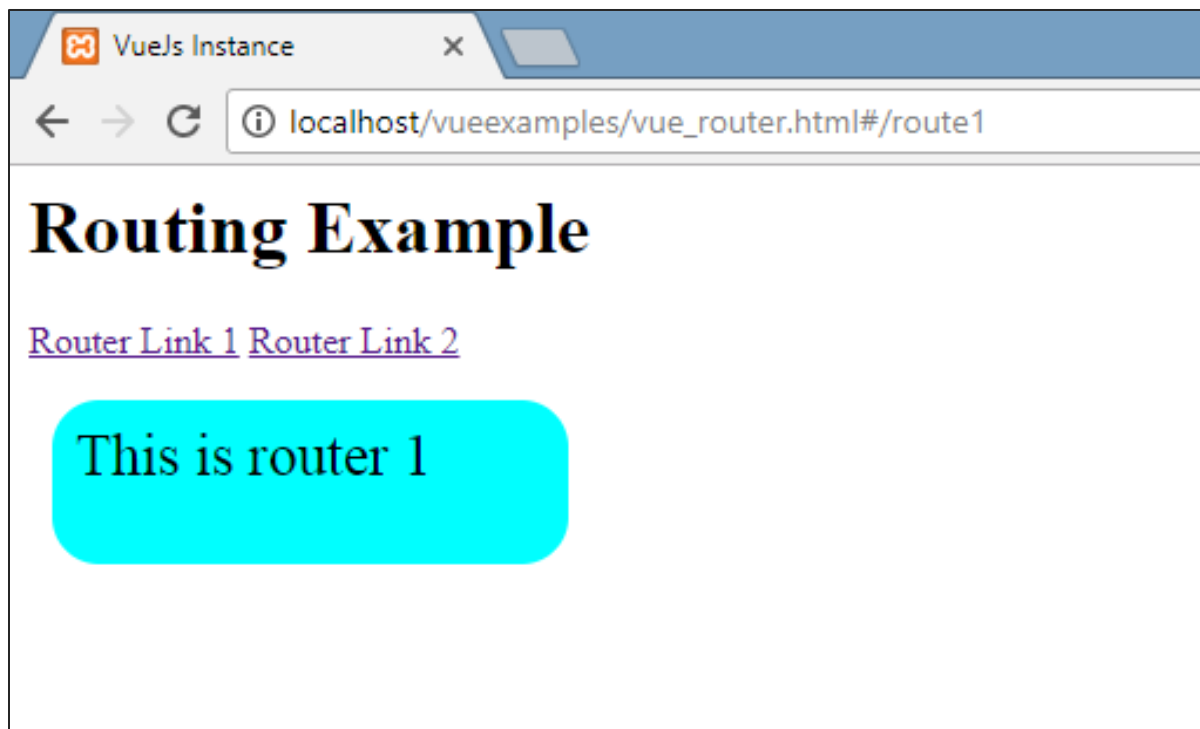 VueJs Instance
localhost/vueexamples/vue_router.html#/route1
Routing Example
Router Link 1 Router Link 2
This is router 1